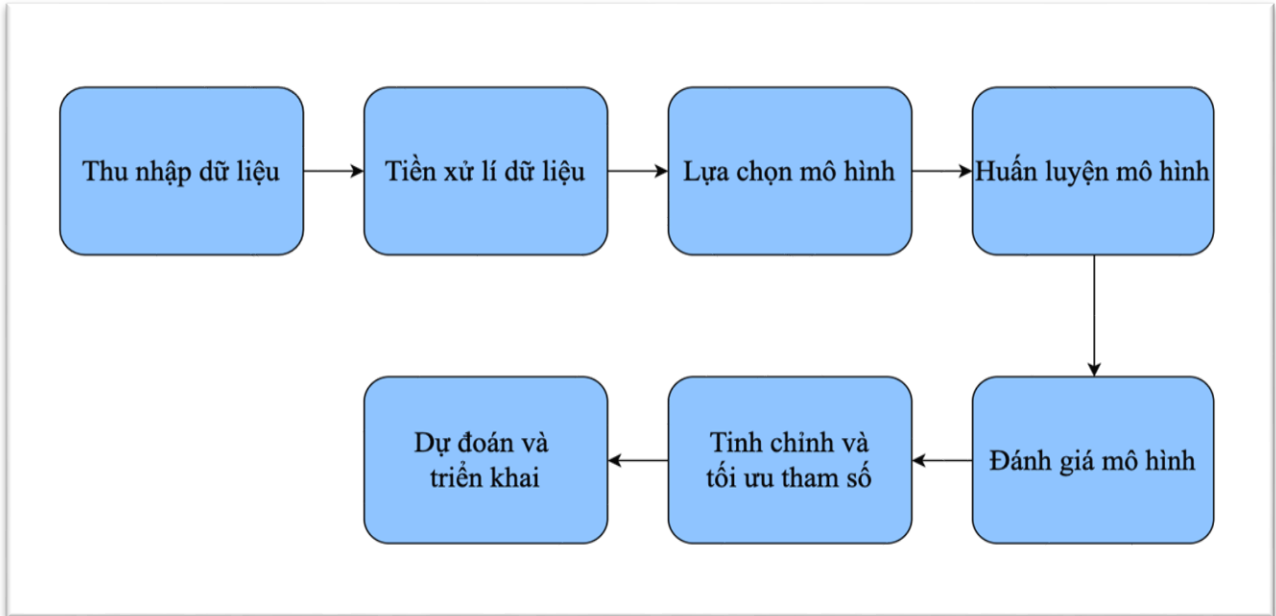 Thu nhập dữ liệu
Tiền xử lí dữ liệu
Lựa chọn mô hình
Huấn luyện mô hình
Đánh giá mô hình
Tinh chỉnh và
tối ưu tham số
Dự đoán và
triển khai